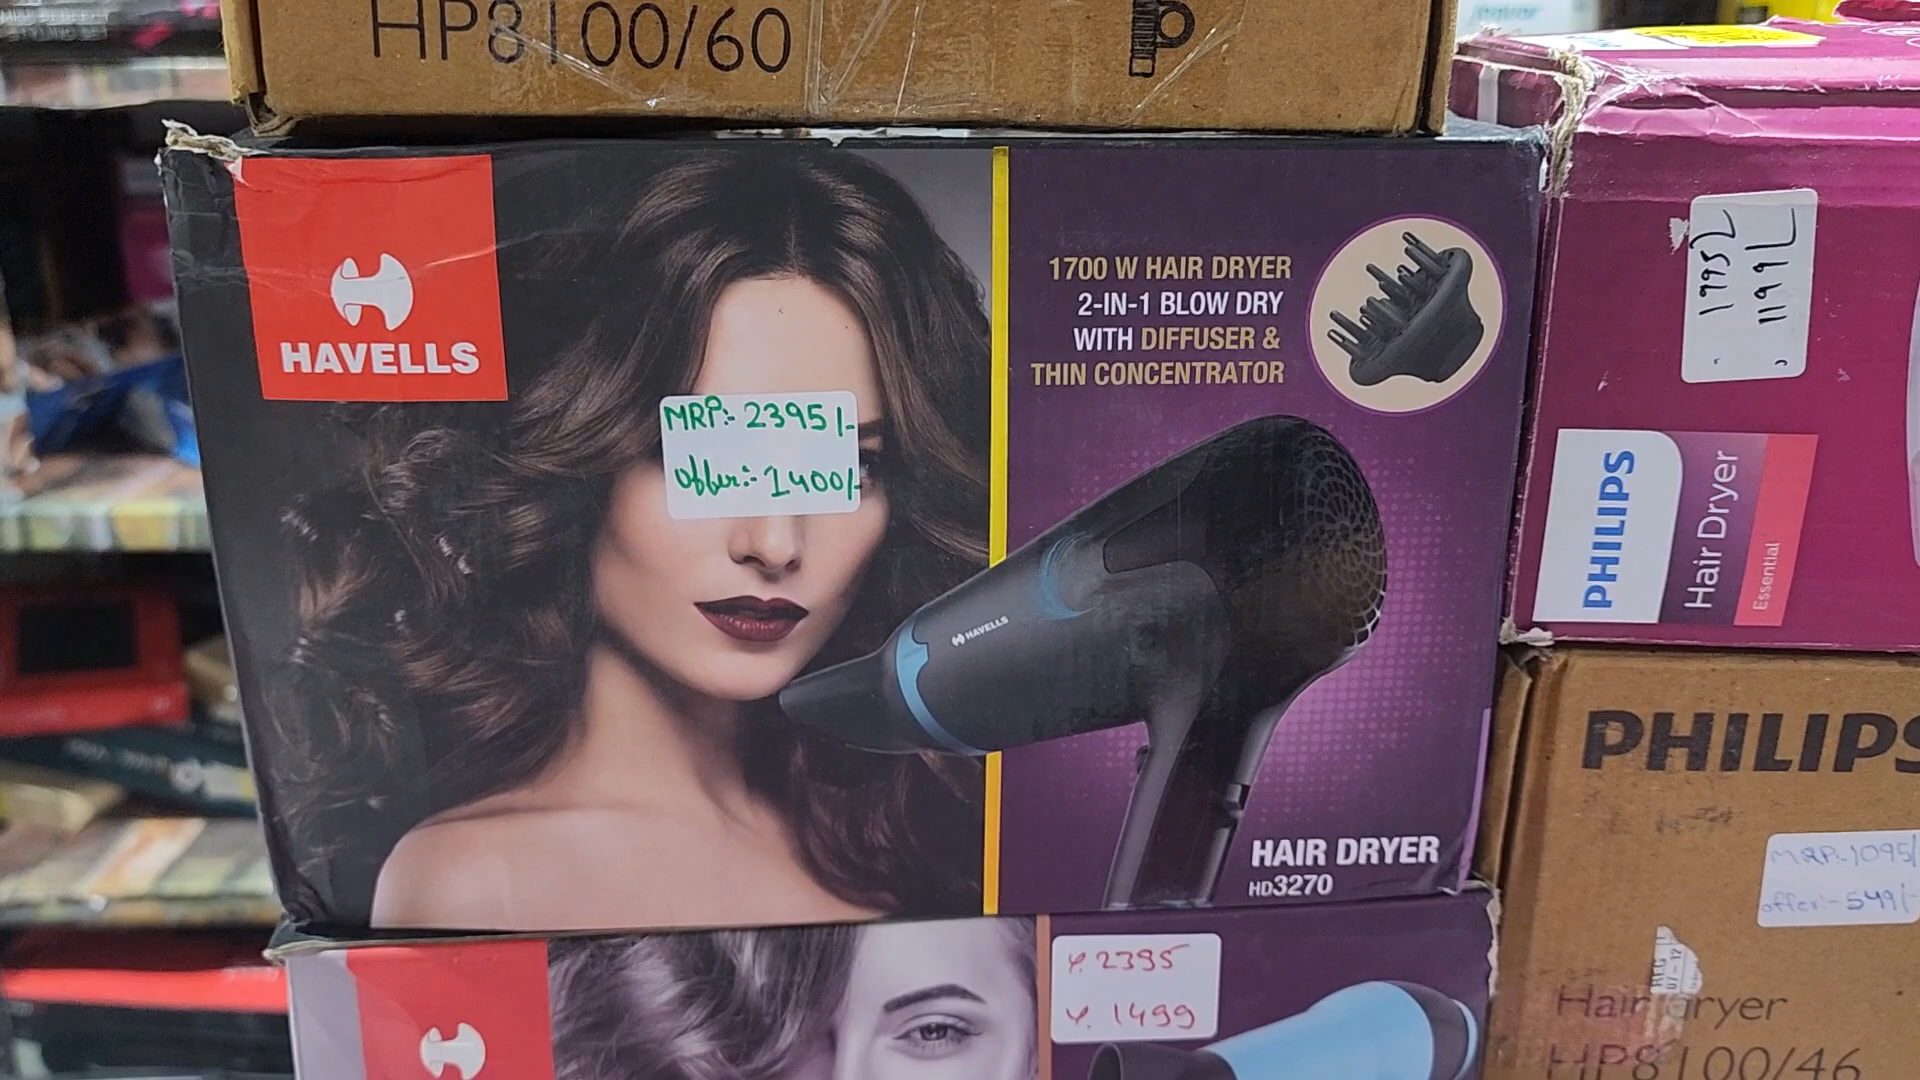 HP8100/60
HAVELLS
1700 W HAIR DRYER
2-IN-1 BLOW DRY
WITH DIFFUSER &
THIN CONCENTRATOR
MRP:- 2395/-
offer:- 1400/-
HAVELLS
HAIR DRYER
HD3270
1995
1199
PHILIPS
Hair Dryer
Essential
PHILIPS
MRP:-1095/-
offer:- 549/-
Hair dryer
HP8100/46
2395
1499